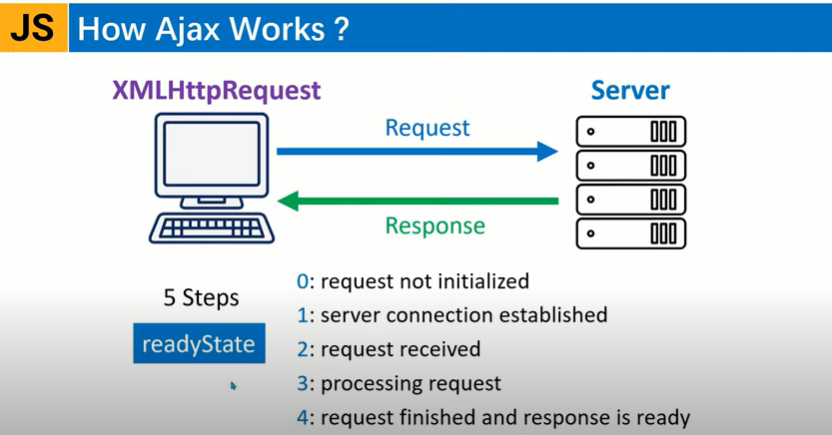 JS How Ajax Works ?
XMLHttpRequest
Server
Request
Response
5 Steps
readyState
0: request not initialized
1: server connection established
2: request received
3: processing request
4: request finished and response is ready